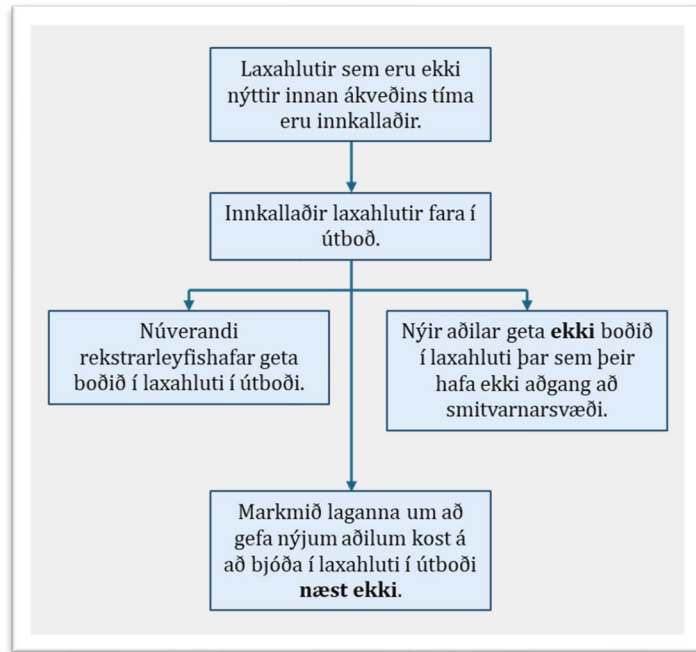 Laxahlutir sem eru ekki
nýttir innan ákveðins tíma
eru innkallaðir.
Innkallaðir laxahlutir fara í
útboð.
Núverandi
rekstrarleyfishafar geta
boðið í laxahluti í útboði.
Nýir aðilar geta ekki boðið
í laxahluti þar sem þeir
hafa ekki aðgang að
smitvarnarsvæði.
Markmið laganna um að
gefa nýjum aðilum kost á
að bjóða í laxahluti í útboði
næst ekki.